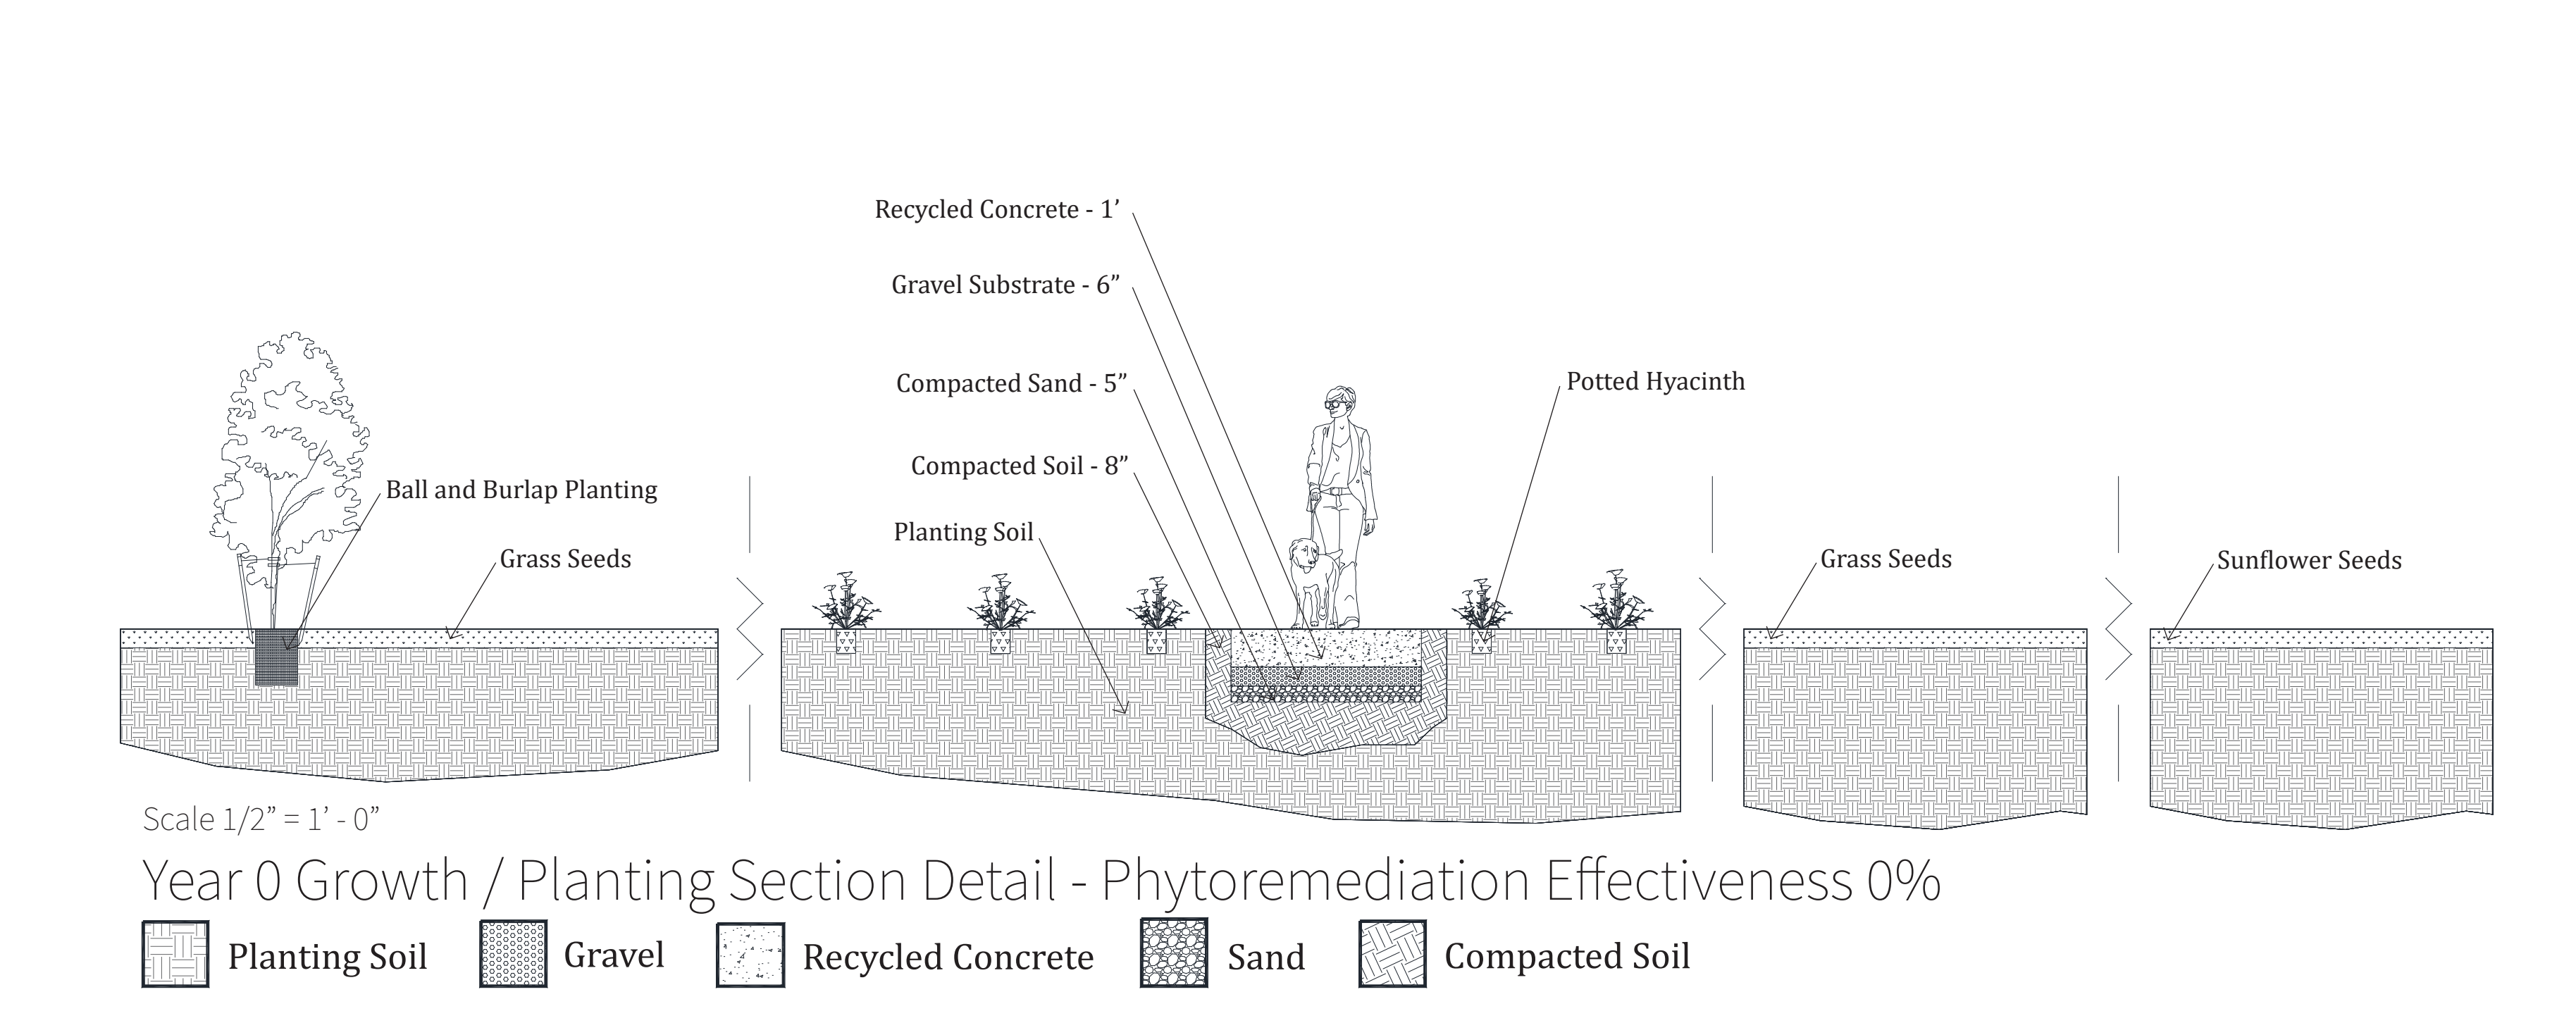 Recycled Concrete - 1’
Gravel Substrate - 6”
Compacted Sand - 5”
Potted Hyacinth
Compacted Soil - 8”
Ball and Burlap Planting
Planting Soil
Grass Seeds
Grass Seeds
Sunflower Seeds
Scale 1/2” = 1’ - 0”
Year 0 Growth / Planting Section Detail - Phytoremediation Effectiveness 0%
Planting Soil
Gravel
Recycled Concrete
Sand
Compacted Soil